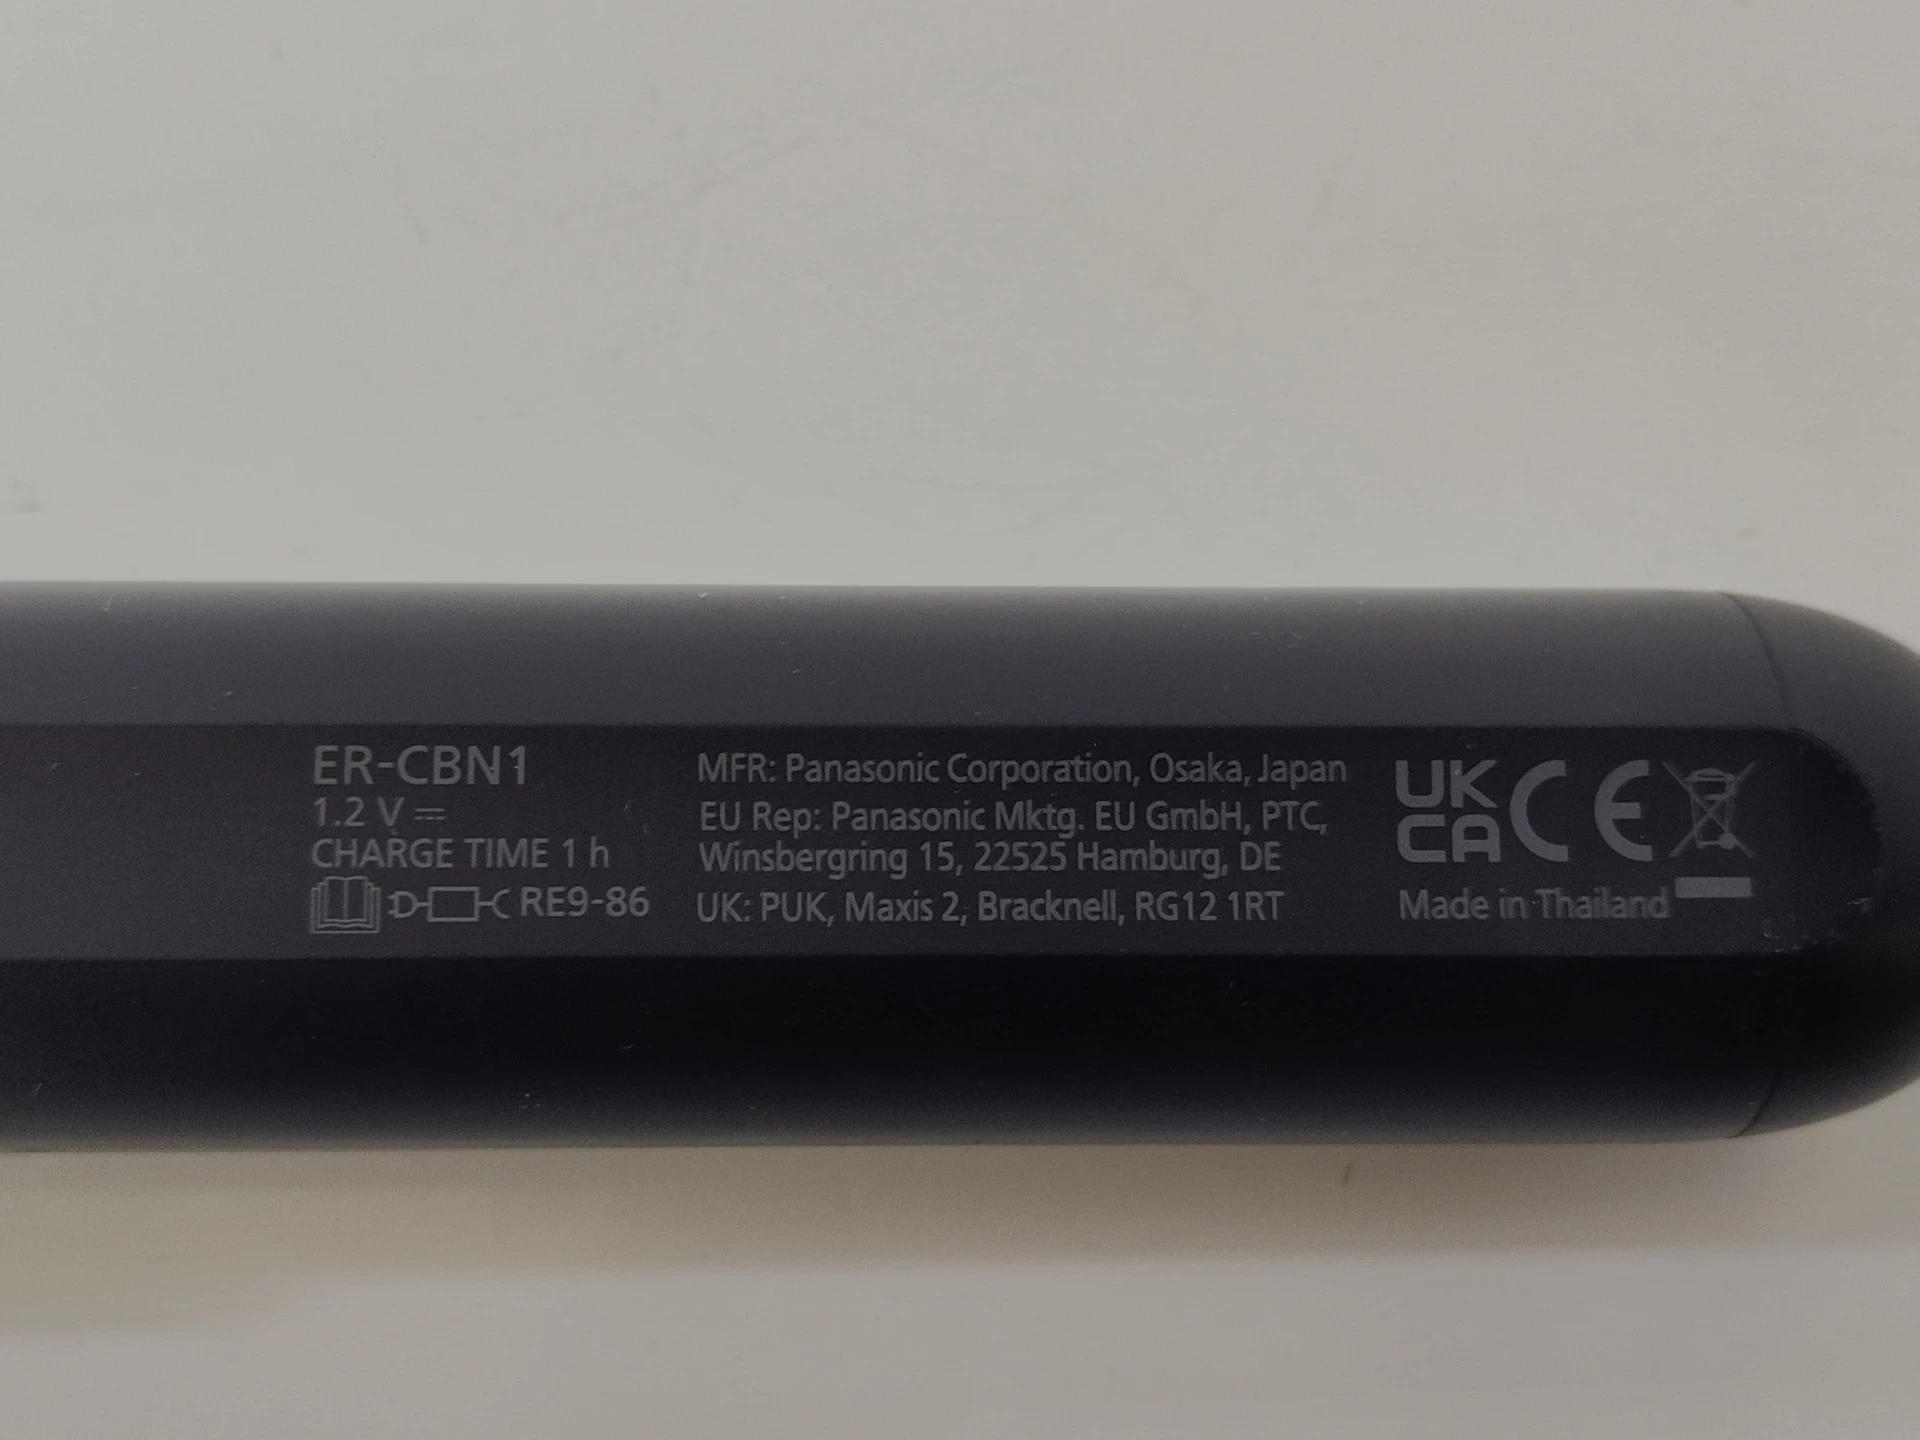 ER-CBN1
1.2 V ⎓
CHARGE TIME 1 h
RE9-86
MFR: Panasonic Corporation, Osaka, Japan
EU Rep: Panasonic Mktg. EU GmbH, PTC,
Winsbergring 15, 22525 Hamburg, DE
UK: PUK, Maxis 2, Bracknell, RG12 1RT
UK
CA
CE
Made in Thailand